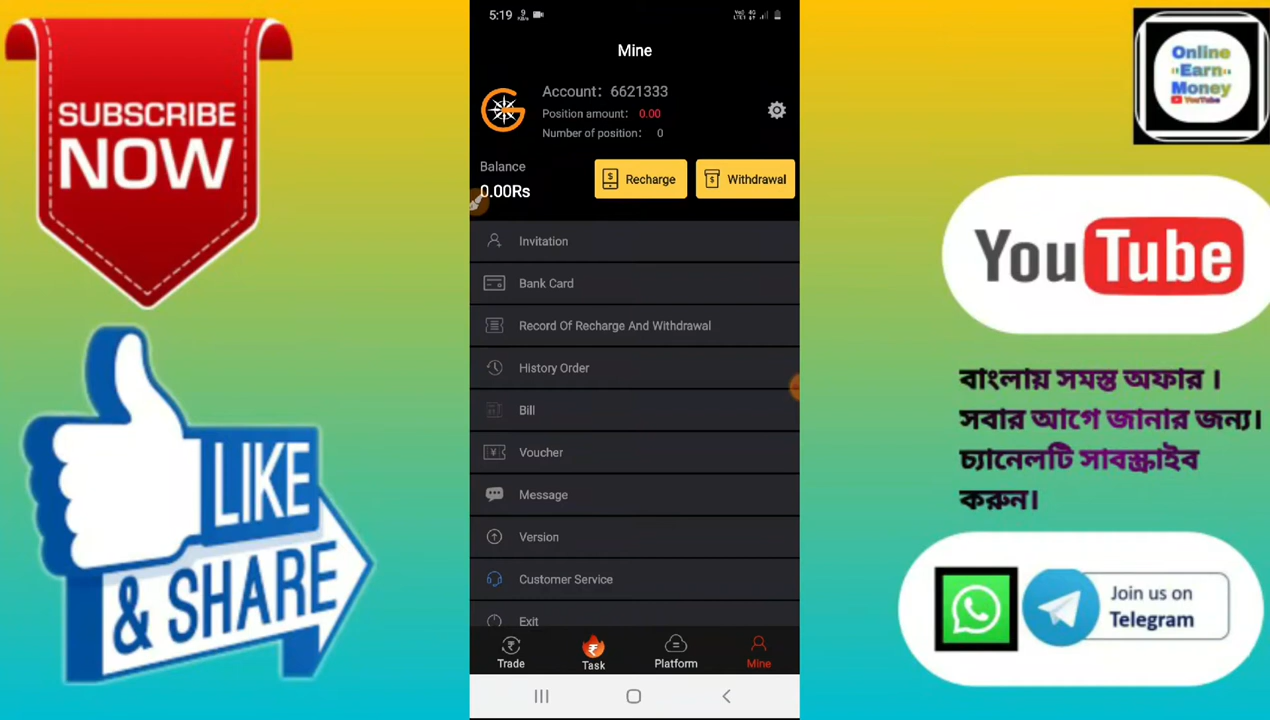 SUBSCRIBE
NOW
LIKE
& SHARE
5:19
9
KB/s
Mine
Account: 6621333
Position amount: 0.00
Number of position: 0
Balance
0.00Rs
Recharge
Withdrawal
Invitation
Bank Card
Record Of Recharge And Withdrawal
History Order
Bill
Voucher
Message
Version
Customer Service
Exit
Trade
Task
Platform
Mine
Online
Earn
Money
YouTube
YouTube
বাংলায় সমস্ত অফার ।
সবার আগে জানার জন্য।
চ্যানেলটি সাবস্ক্রাইব
করুন।
Join us on
Telegram